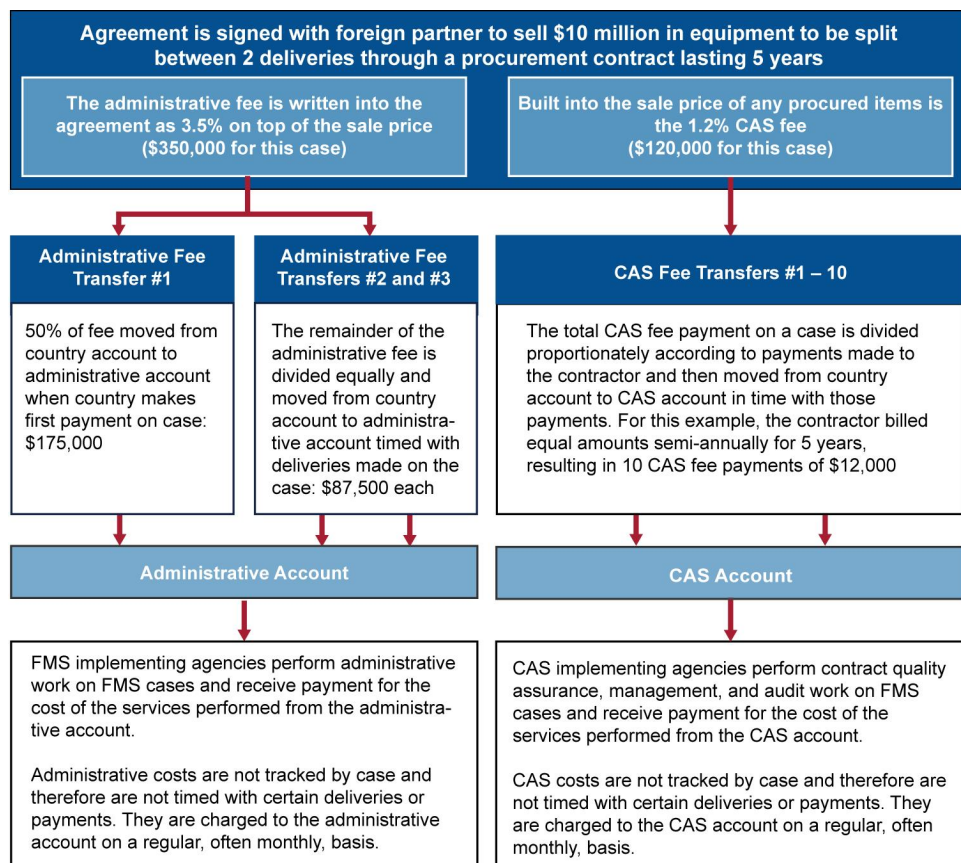 Agreement is signed with foreign partner to sell $10 million in equipment to be split
between 2 deliveries through a procurement contract lasting 5 years
The administrative fee is written into the
agreement as 3.5% on top of the sale price
($350,000 for this case)
Built into the sale price of any procured items is
the 1.2% CAS fee
($120,000 for this case)
Administrative Fee
Transfer #1
50% of fee moved from
country account to
administrative account
when country makes
first payment on case:
$175,000
Administrative Fee
Transfers #2 and #3
The remainder of the
administrative fee is
divided equally and
moved from country
account to administra-
tive account timed with
deliveries made on the
case: $87,500 each
CAS Fee Transfers #1 – 10
The total CAS fee payment on a case is divided
proportionately according to payments made to
the contractor and then moved from country
account to CAS account in time with those
payments. For this example, the contractor billed
equal amounts semi-annually for 5 years,
resulting in 10 CAS fee payments of $12,000
Administrative Account
CAS Account
FMS implementing agencies perform administrative
work on FMS cases and receive payment for the
cost of the services performed from the administra-
tive account.
Administrative costs are not tracked by case and
therefore are not timed with certain deliveries or
payments. They are charged to the administrative
account on a regular, often monthly, basis.
CAS implementing agencies perform contract quality
assurance, management, and audit work on FMS
cases and receive payment for the cost of the
services performed from the CAS account.
CAS costs are not tracked by case and therefore are
not timed with certain deliveries or payments. They
are charged to the CAS account on a regular, often
monthly, basis.